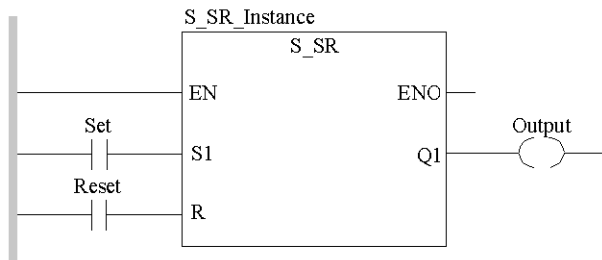 S_SR_Instance
S_SR
EN ENO
Set Output
S1 Q1
Reset
R